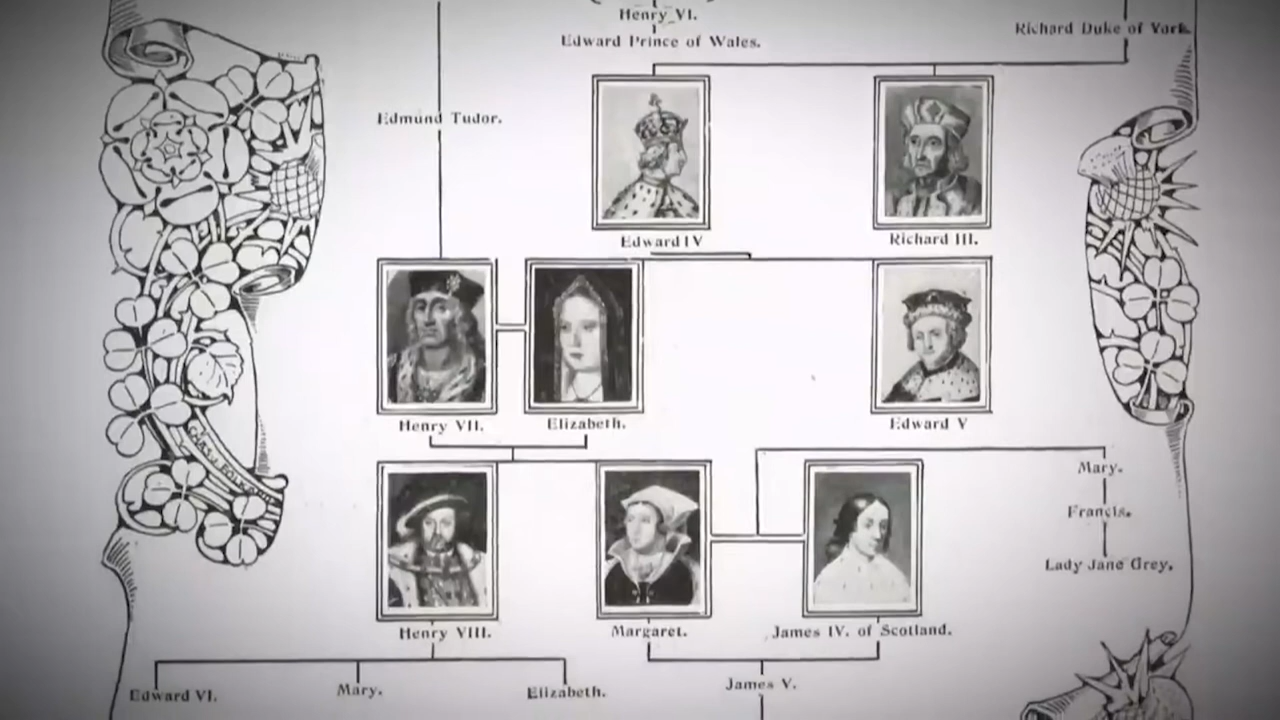 Henry VI.
Richard Duke of York.
Edward Prince of Wales.
Edmund Tudor.
Edward IV
Richard III.
Henry VII.
Elizabeth.
Edward V
Mary.
Francis.
Lady Jane Grey.
Henry VIII.
Margaret.
James IV. of Scotland.
Edward VI.
Mary.
Elizabeth.
James V.